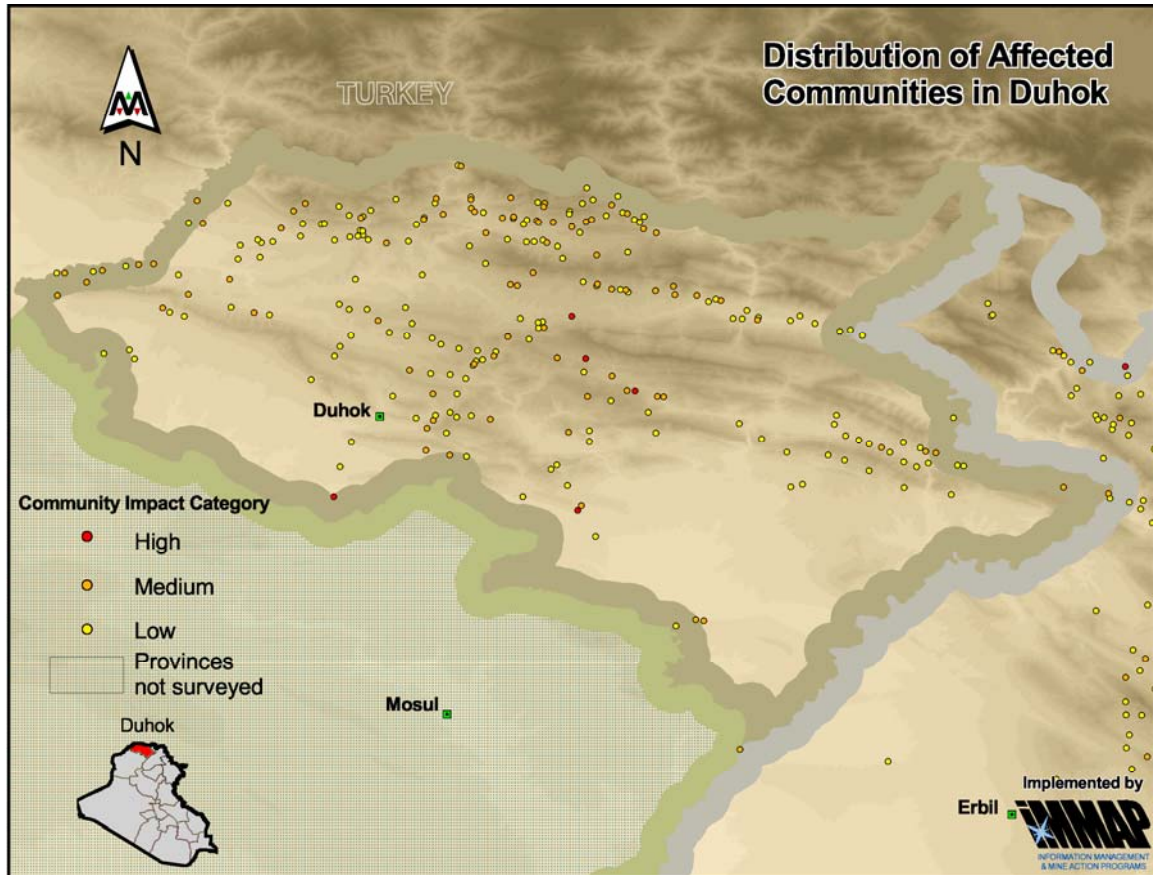 Distribution of Affected
Communities in Duhok
TURKEY
N
Duhok
Community Impact Category
High
Medium
Low
Provinces
not surveyed
Duhok
Mosul
Erbil
Implemented by
iMMAP
INFORMATION MANAGEMENT
& MINE ACTION PROGRAMS